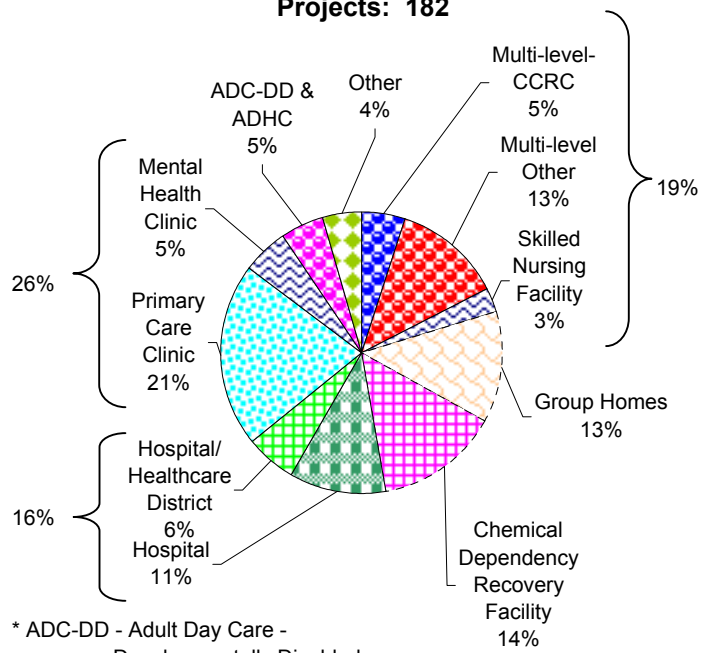 Projects: 182
Multi-level-
CCRC
5%
Multi-level
Other
13%
Skilled
Nursing
Facility
3%
19%
Group Homes
13%
Chemical
Dependency
Recovery
Facility
14%
Hospital
11%
Hospital/
Healthcare
District
6%
16%
Primary
Care
Clinic
21%
Mental
Health
Clinic
5%
26%
ADC-DD &
ADHC
5%
Other
4%
* ADC-DD - Adult Day Care -
Developmentally Disabled